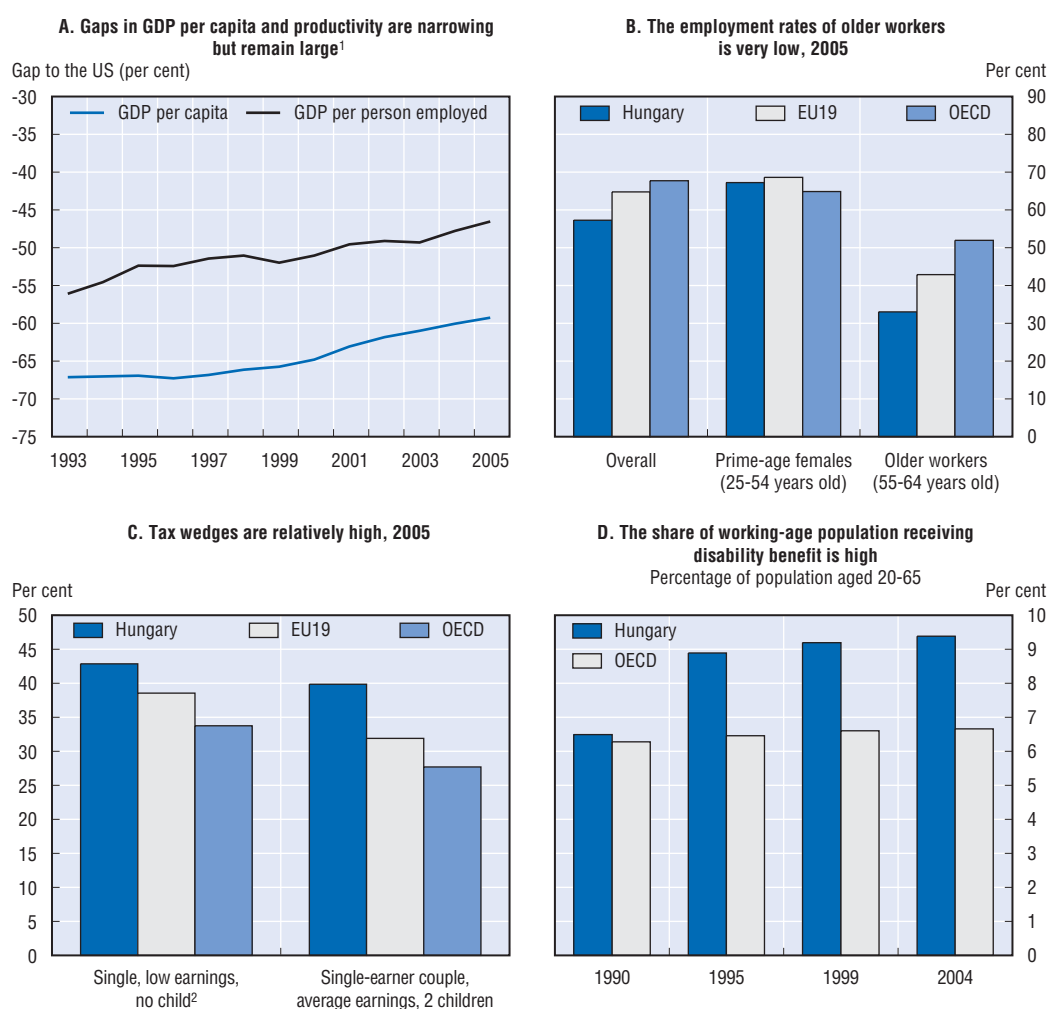 A. Gaps in GDP per capita and productivity are narrowing
but remain large¹
Gap to the US (per cent)
-30
-35
-40
-45
-50
-55
-60
-65
-70
-75
GDP per capita
GDP per person employed
1993
1995
1997
1999
2001
2003
2005
B. The employment rates of older workers
is very low, 2005
Per cent
90
80
70
60
50
40
30
20
10
0
Hungary
EU19
OECD
Overall
Prime-age females
(25-54 years old)
Older workers
(55-64 years old)
C. Tax wedges are relatively high, 2005
Per cent
50
45
40
35
30
25
20
15
10
5
0
Hungary
EU19
OECD
Single, low earnings,
no child²
Single-earner couple,
average earnings, 2 children
D. The share of working-age population receiving
disability benefit is high
Percentage of population aged 20-65
Per cent
10
9
8
7
6
5
4
3
2
1
0
Hungary
OECD
1990
1995
1999
2004